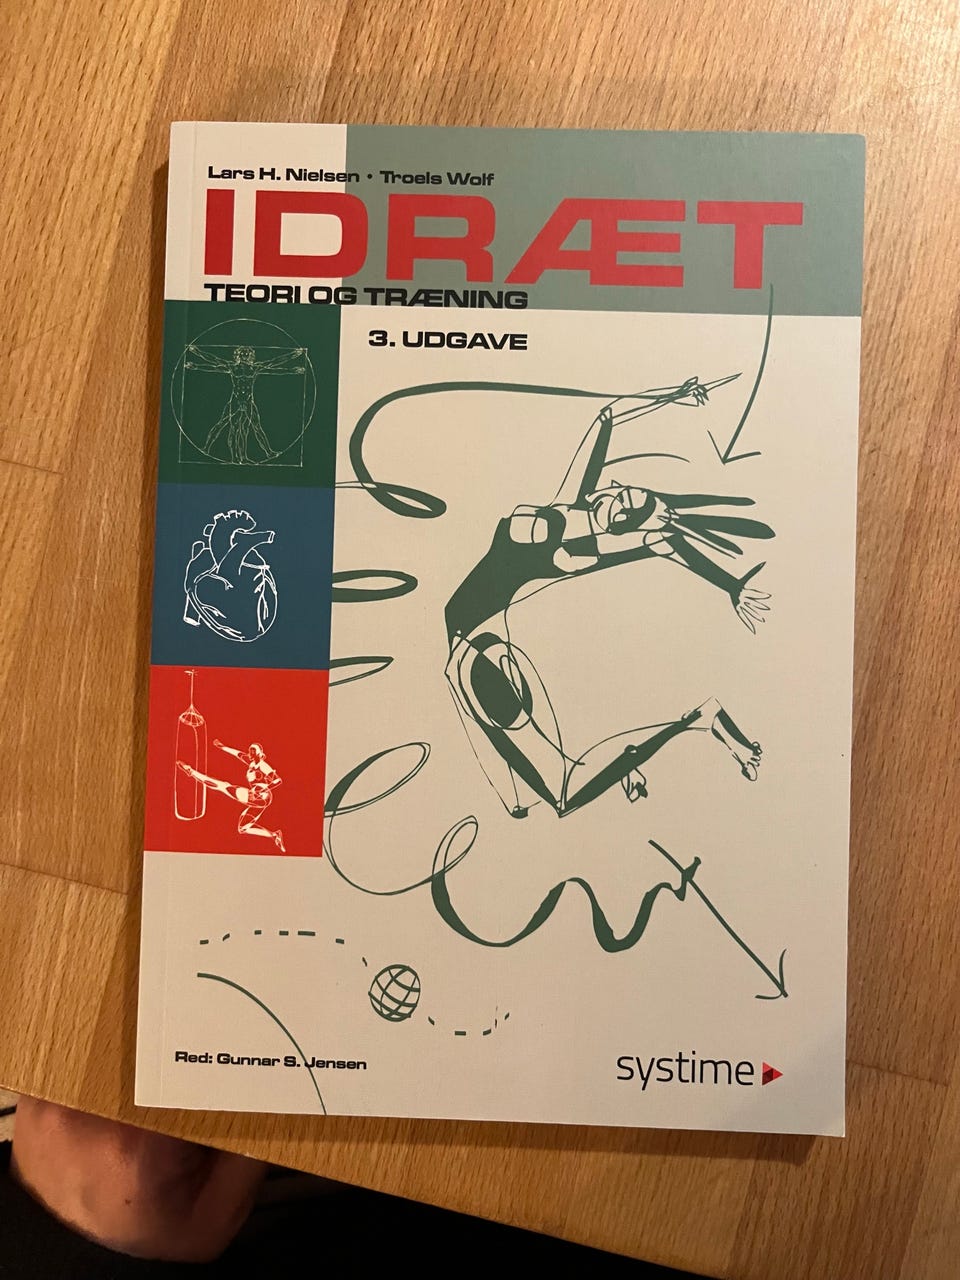 Lars H. Nielsen • Troels Wolf
IDRÆT
TEORI OG TRÆNING
3. UDGAVE
Red: Gunnar S. Jensen
systime